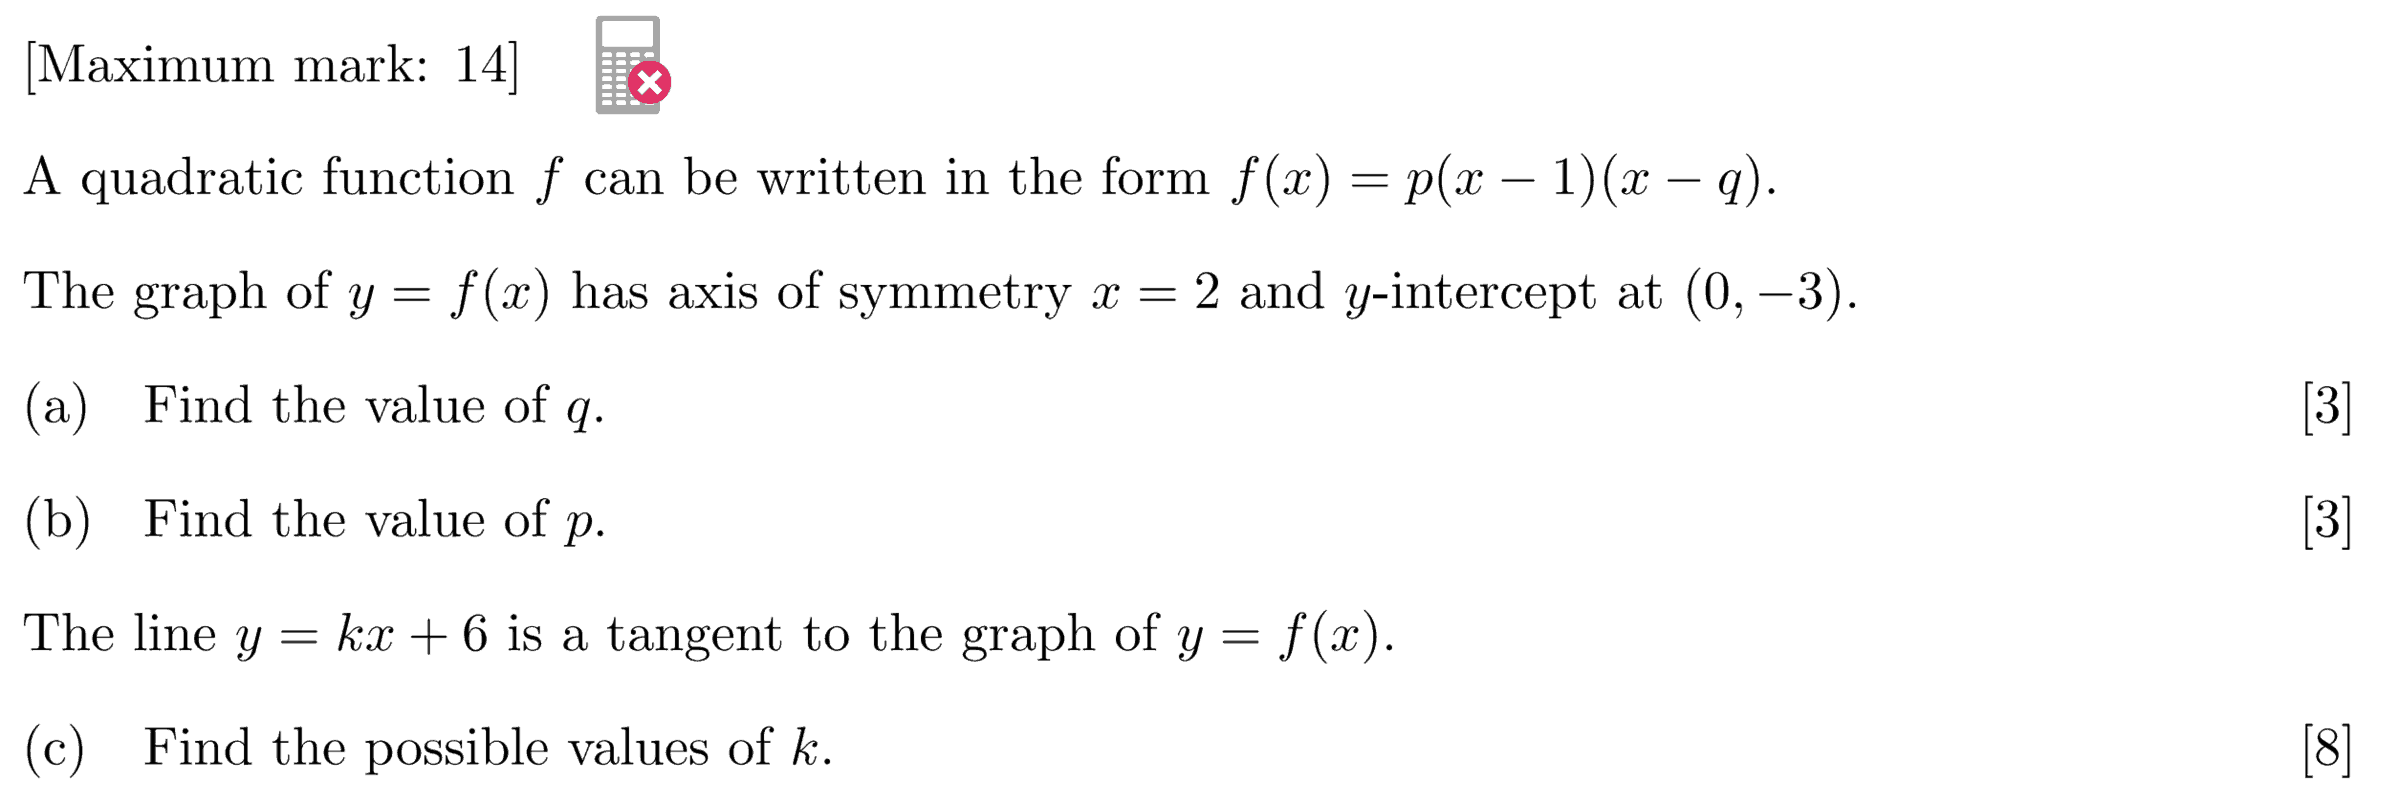 [Maximum mark: 14]
A quadratic function f can be written in the form f(x) = p(x − 1)(x − q).
The graph of y = f(x) has axis of symmetry x = 2 and y-intercept at (0, −3).
(a) Find the value of q. [3]
(b) Find the value of p. [3]
The line y = kx + 6 is a tangent to the graph of y = f(x).
(c) Find the possible values of k. [8]